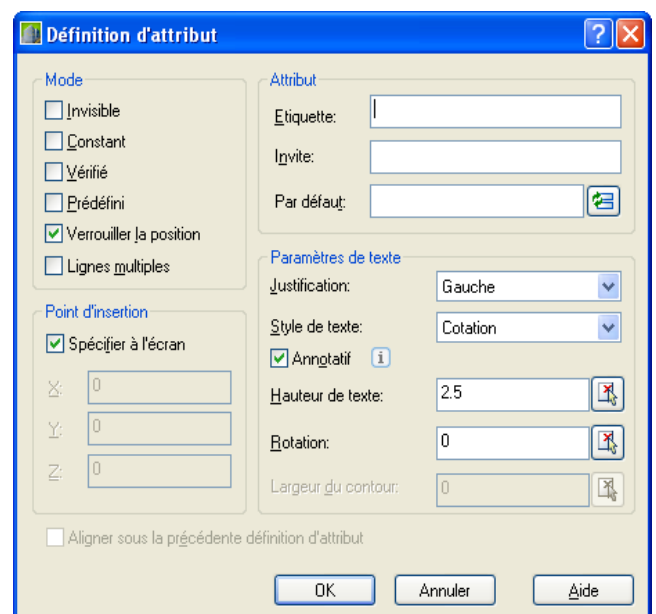 Définition d'attribut
Mode
Invisible
Constant
Vérifié
Prédéfini
Verrouiller la position
Lignes multiples
Point d'insertion
Spécifier à l'écran
X: 0
Y: 0
Z: 0
Attribut
Etiquette:
Invite:
Par défaut:
Paramètres de texte
Justification: Gauche
Style de texte: Cotation
Annotatif i
Hauteur de texte: 2.5
Rotation: 0
Largeur du contour: 0
Aligner sous la précédente définition d'attribut
OK Annuler Aide